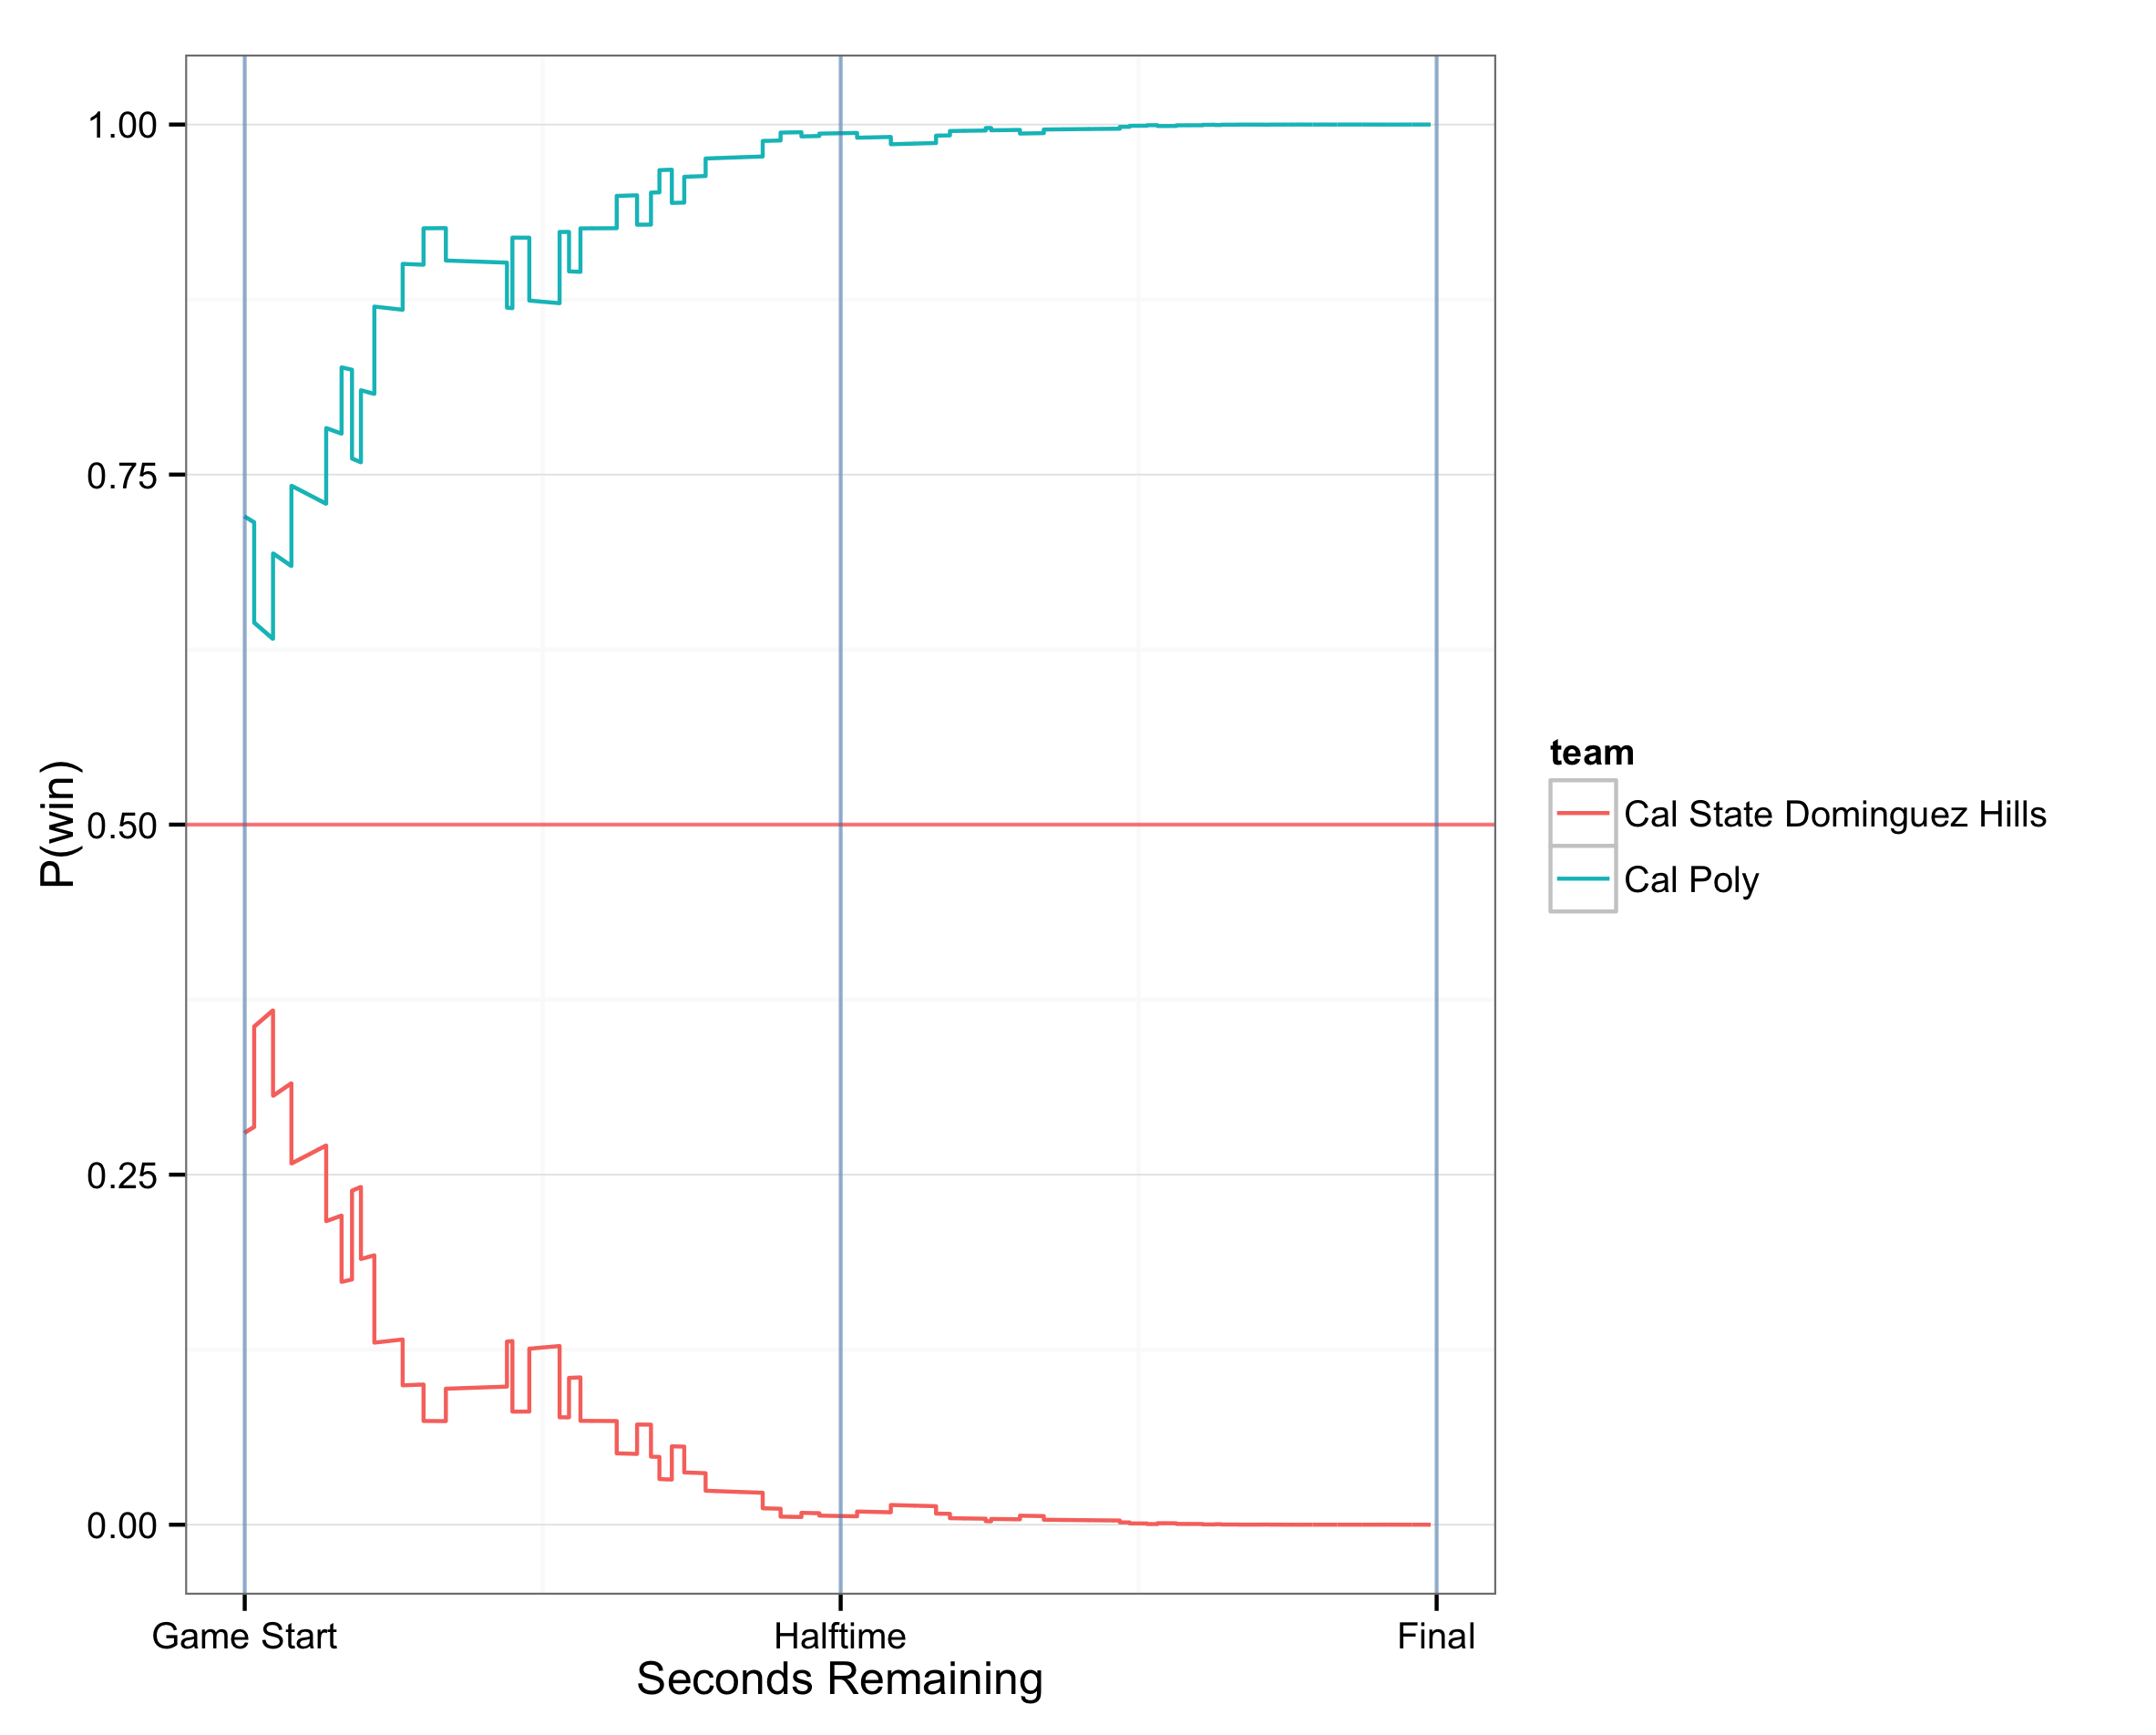 1.00
0.75
0.50
0.25
0.00
P(win)
Game Start
Halftime
Final
Seconds Remaining
team
Cal State Dominguez Hills
Cal Poly